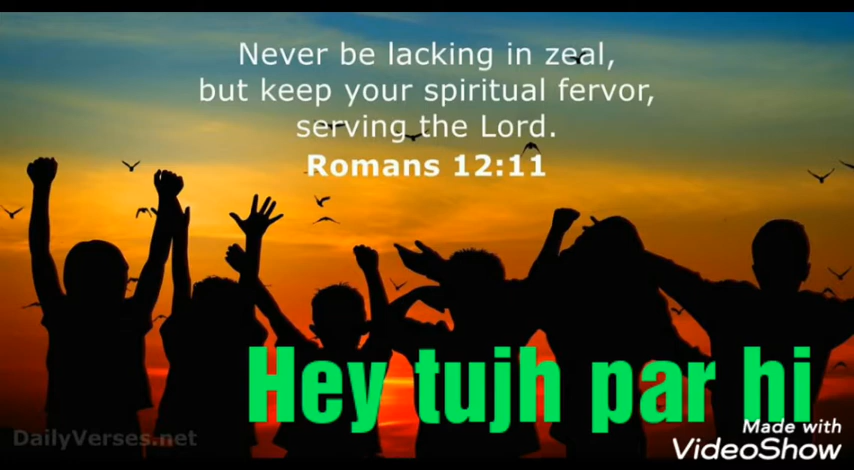 Never be lacking in zeal,
but keep your spiritual fervor,
serving the Lord.
Romans 12:11
Hey tujh par hi
Made with
VideoShow
DailyVerses.net